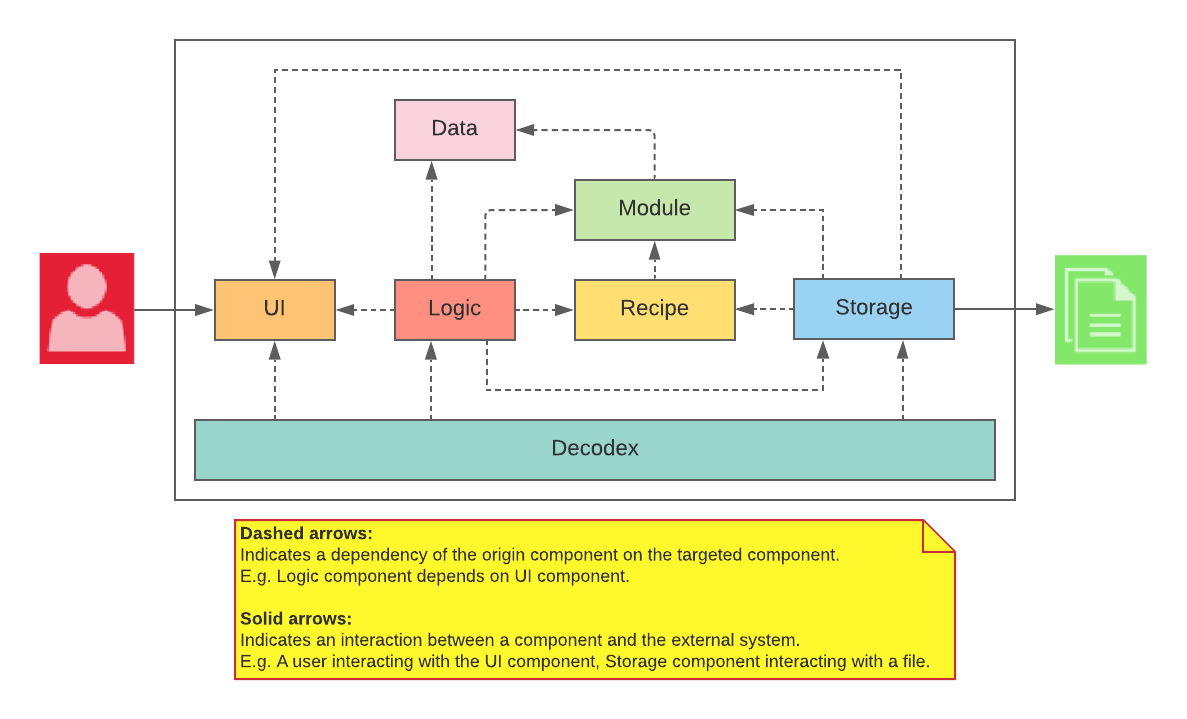 Data
Module
UI
Logic
Recipe
Storage
Decodex
Dashed arrows:
Indicates a dependency of the origin component on the targeted component.
E.g. Logic component depends on UI component.
Solid arrows:
Indicates an interaction between a component and the external system.
E.g. A user interacting with the UI component, Storage component interacting with a file.